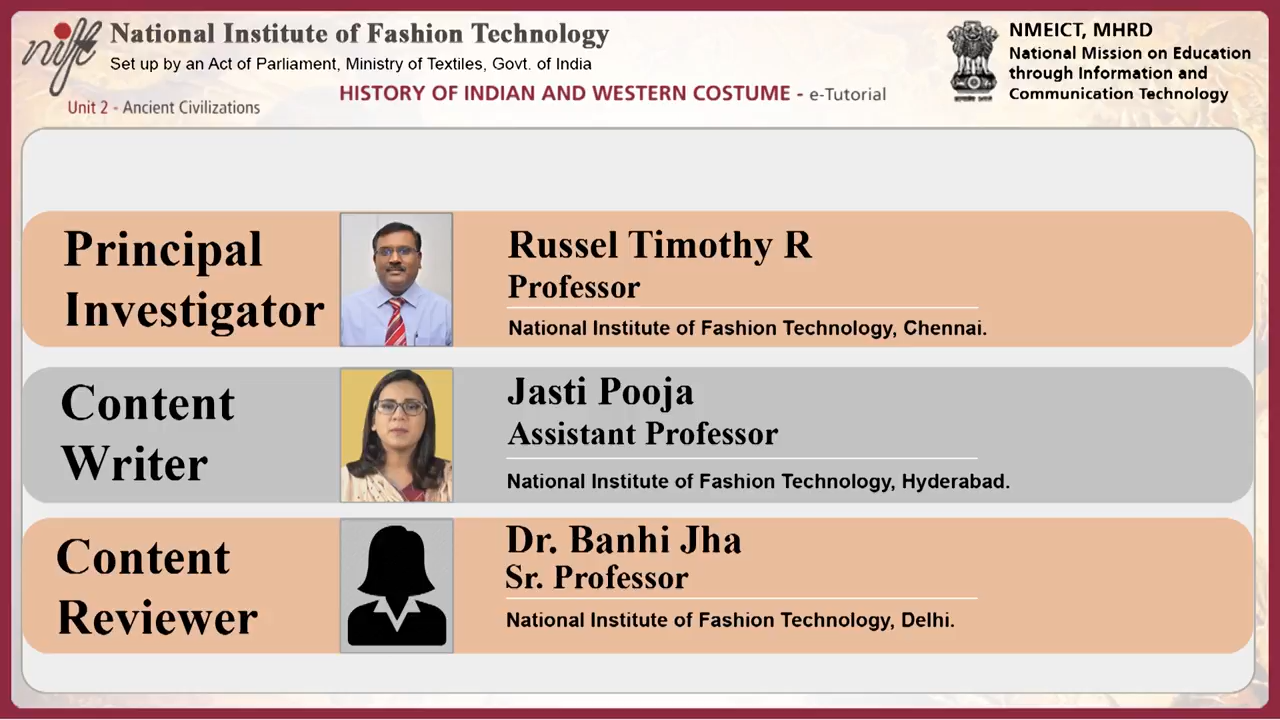 nift
National Institute of Fashion Technology
Set up by an Act of Parliament, Ministry of Textiles, Govt. of India
Unit 2 - Ancient Civilizations
HISTORY OF INDIAN AND WESTERN COSTUME - e-Tutorial
NMEICT, MHRD
National Mission on Education
through Information and
Communication Technology
Principal
Investigator
Russel Timothy R
Professor
National Institute of Fashion Technology, Chennai.
Content
Writer
Jasti Pooja
Assistant Professor
National Institute of Fashion Technology, Hyderabad.
Content
Reviewer
Dr. Banhi Jha
Sr. Professor
National Institute of Fashion Technology, Delhi.